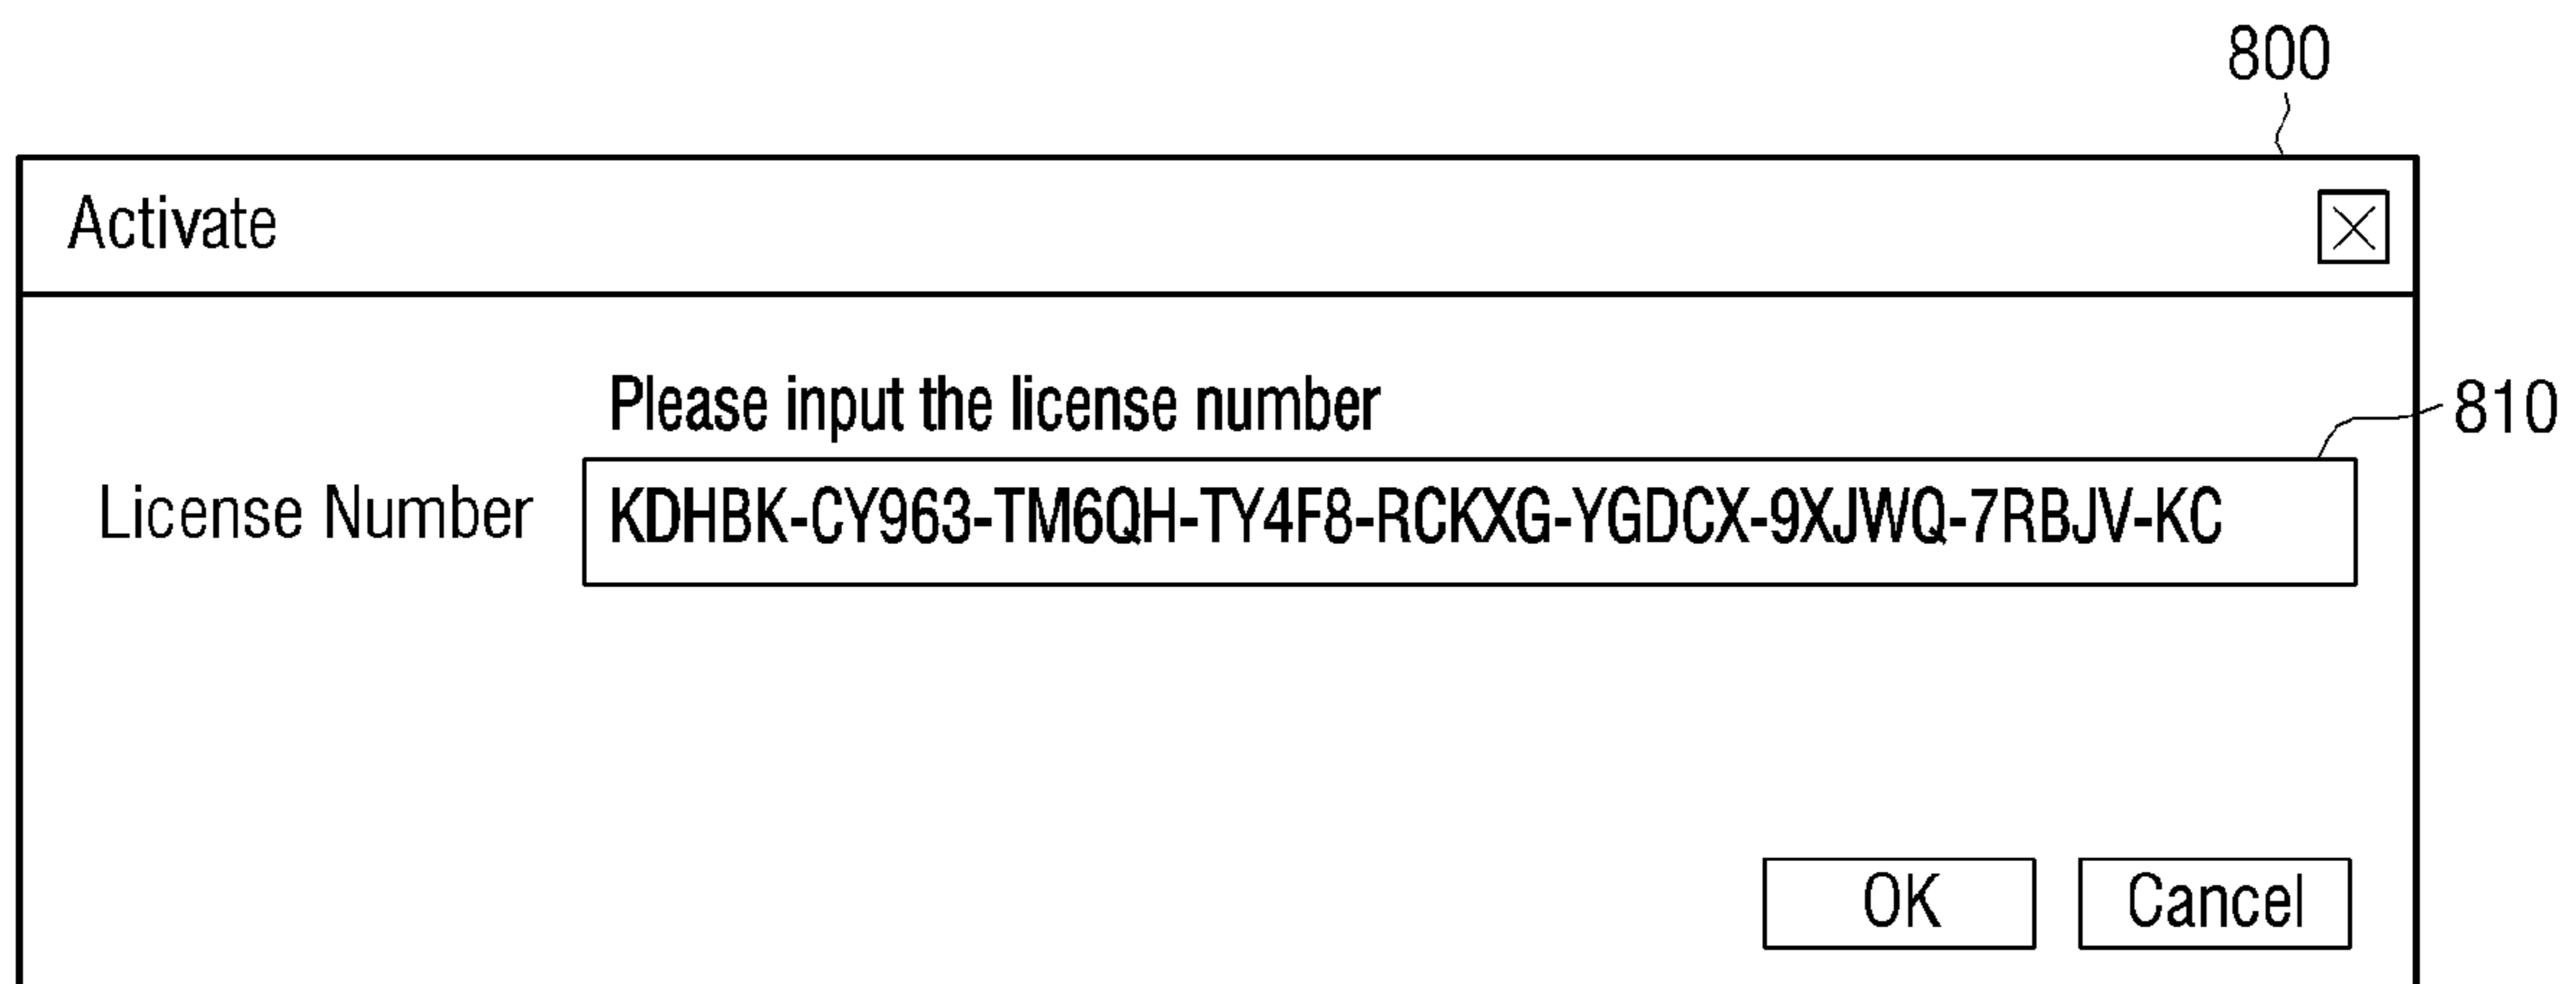 800
Activate
Please input the license number
810
License Number KDHBK-CY963-TM6QH-TY4F8-RCKXG-YGDCX-9XJWQ-7RBJV-KC
OK Cancel